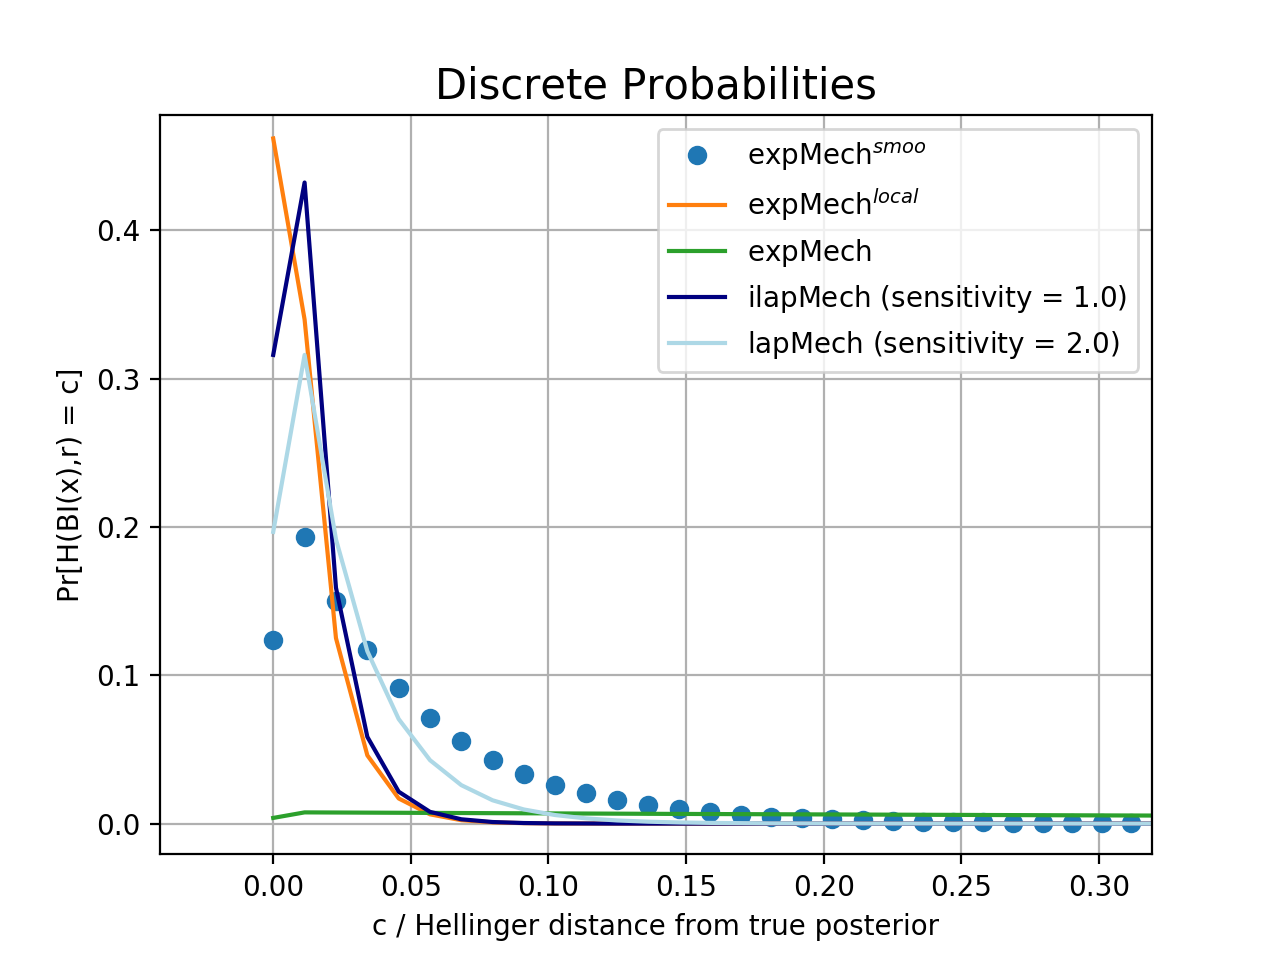 Discrete Probabilities
expMech^{smoo}
expMech^{local}
expMech
ilapMech (sensitivity = 1.0)
lapMech (sensitivity = 2.0)
Pr[H(BI(x),r) = c]
0.4
0.3
0.2
0.1
0.0
0.00 0.05 0.10 0.15 0.20 0.25 0.30
c / Hellinger distance from true posterior